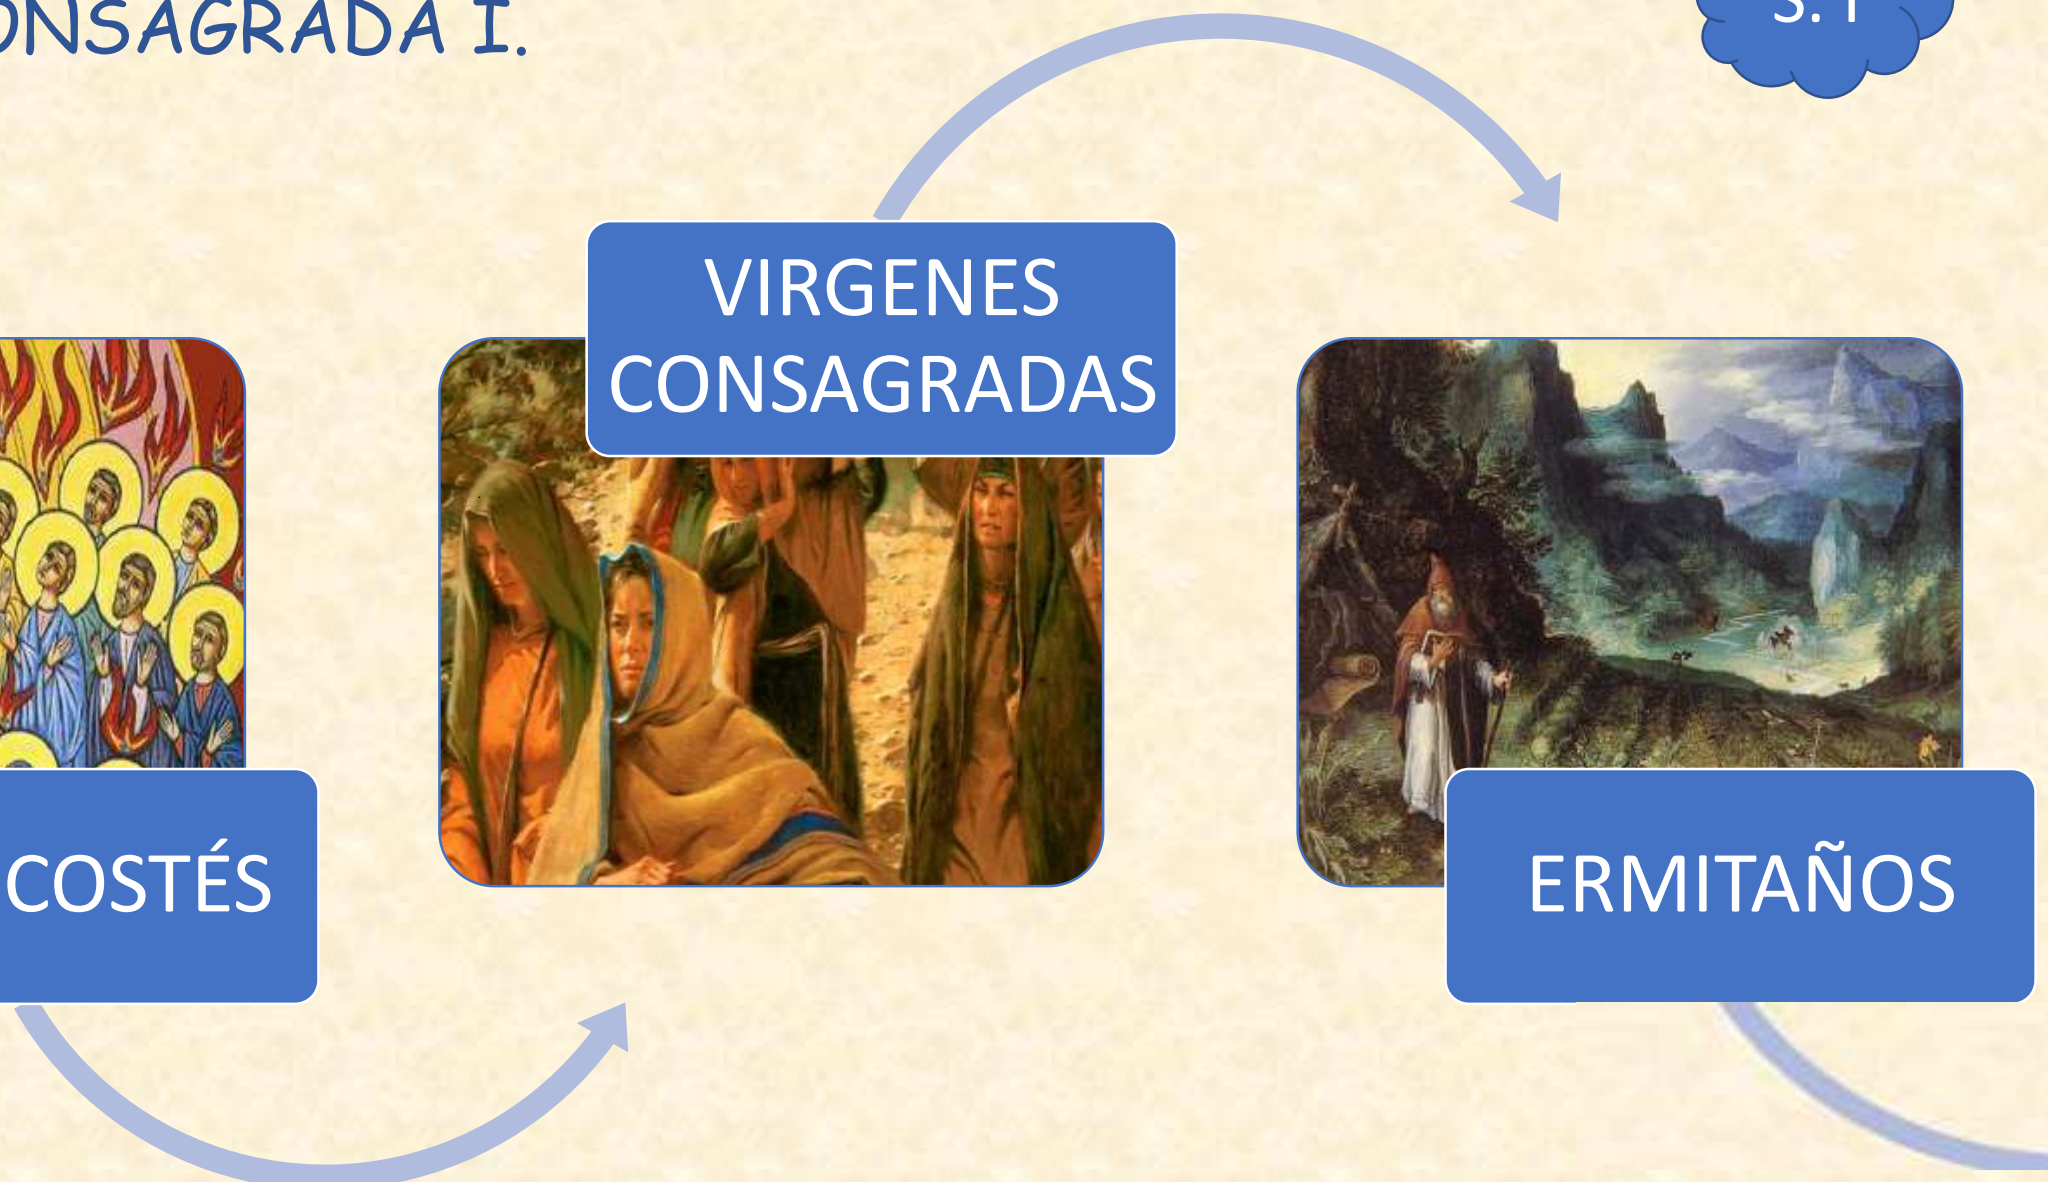 ONSAGRADA I.
S. I
VIRGENES
CONSAGRADAS
COSTÉS
ERMITAÑOS